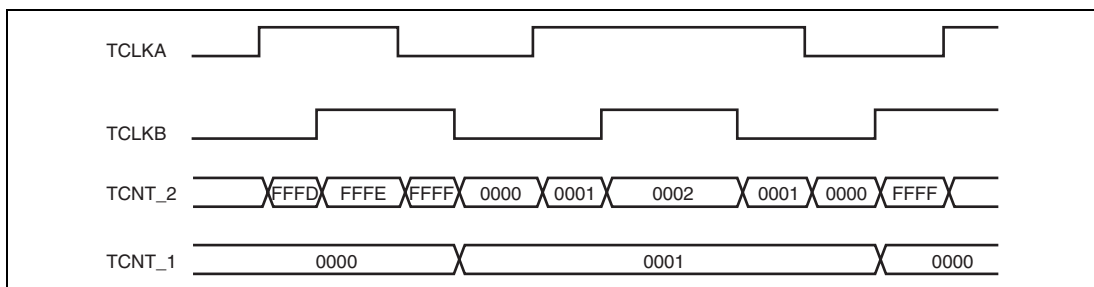 TCLKA
TCLKB
TCNT_2 FFFD FFFE FFFF 0000 0001 0002 0001 0000 FFFF
TCNT_1 0000 0001 0000